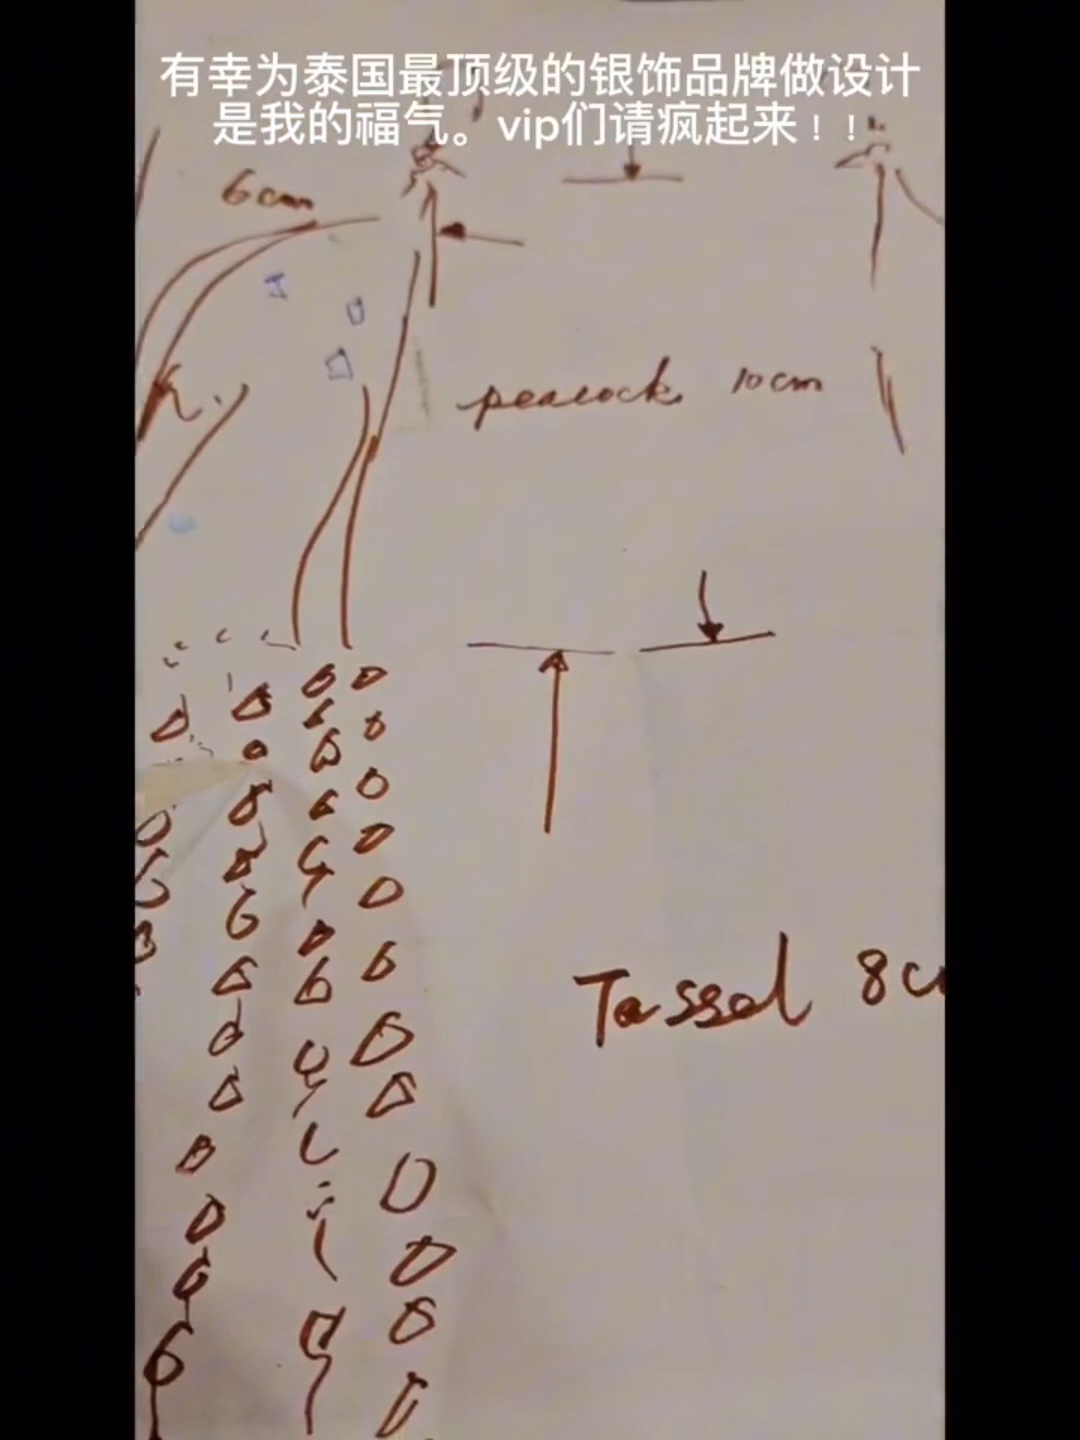 有幸为泰国最顶级的银饰品牌做设计
是我的福气。vip们请疯起来！！
6cm
peacock 10cm
Tassel 8c